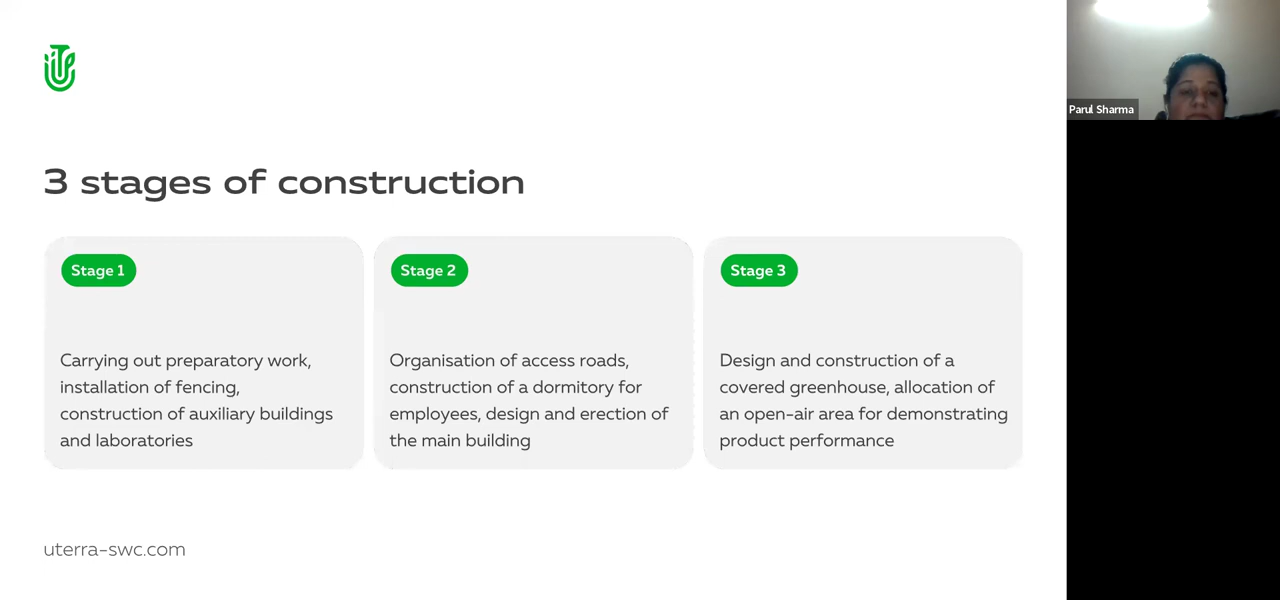 3 stages of construction
Stage 1
Carrying out preparatory work,
installation of fencing,
construction of auxiliary buildings
and laboratories
Stage 2
Organisation of access roads,
construction of a dormitory for
employees, design and erection of
the main building
Stage 3
Design and construction of a
covered greenhouse, allocation of
an open-air area for demonstrating
product performance
uterra-swc.com
Parul Sharma